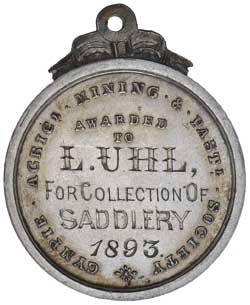 GYMPIE AGRICL. MINING & PASTL. SOCIETY
AWARDED
TO
L. UHL,
FOR COLLECTION OF
SADDLERY
1893